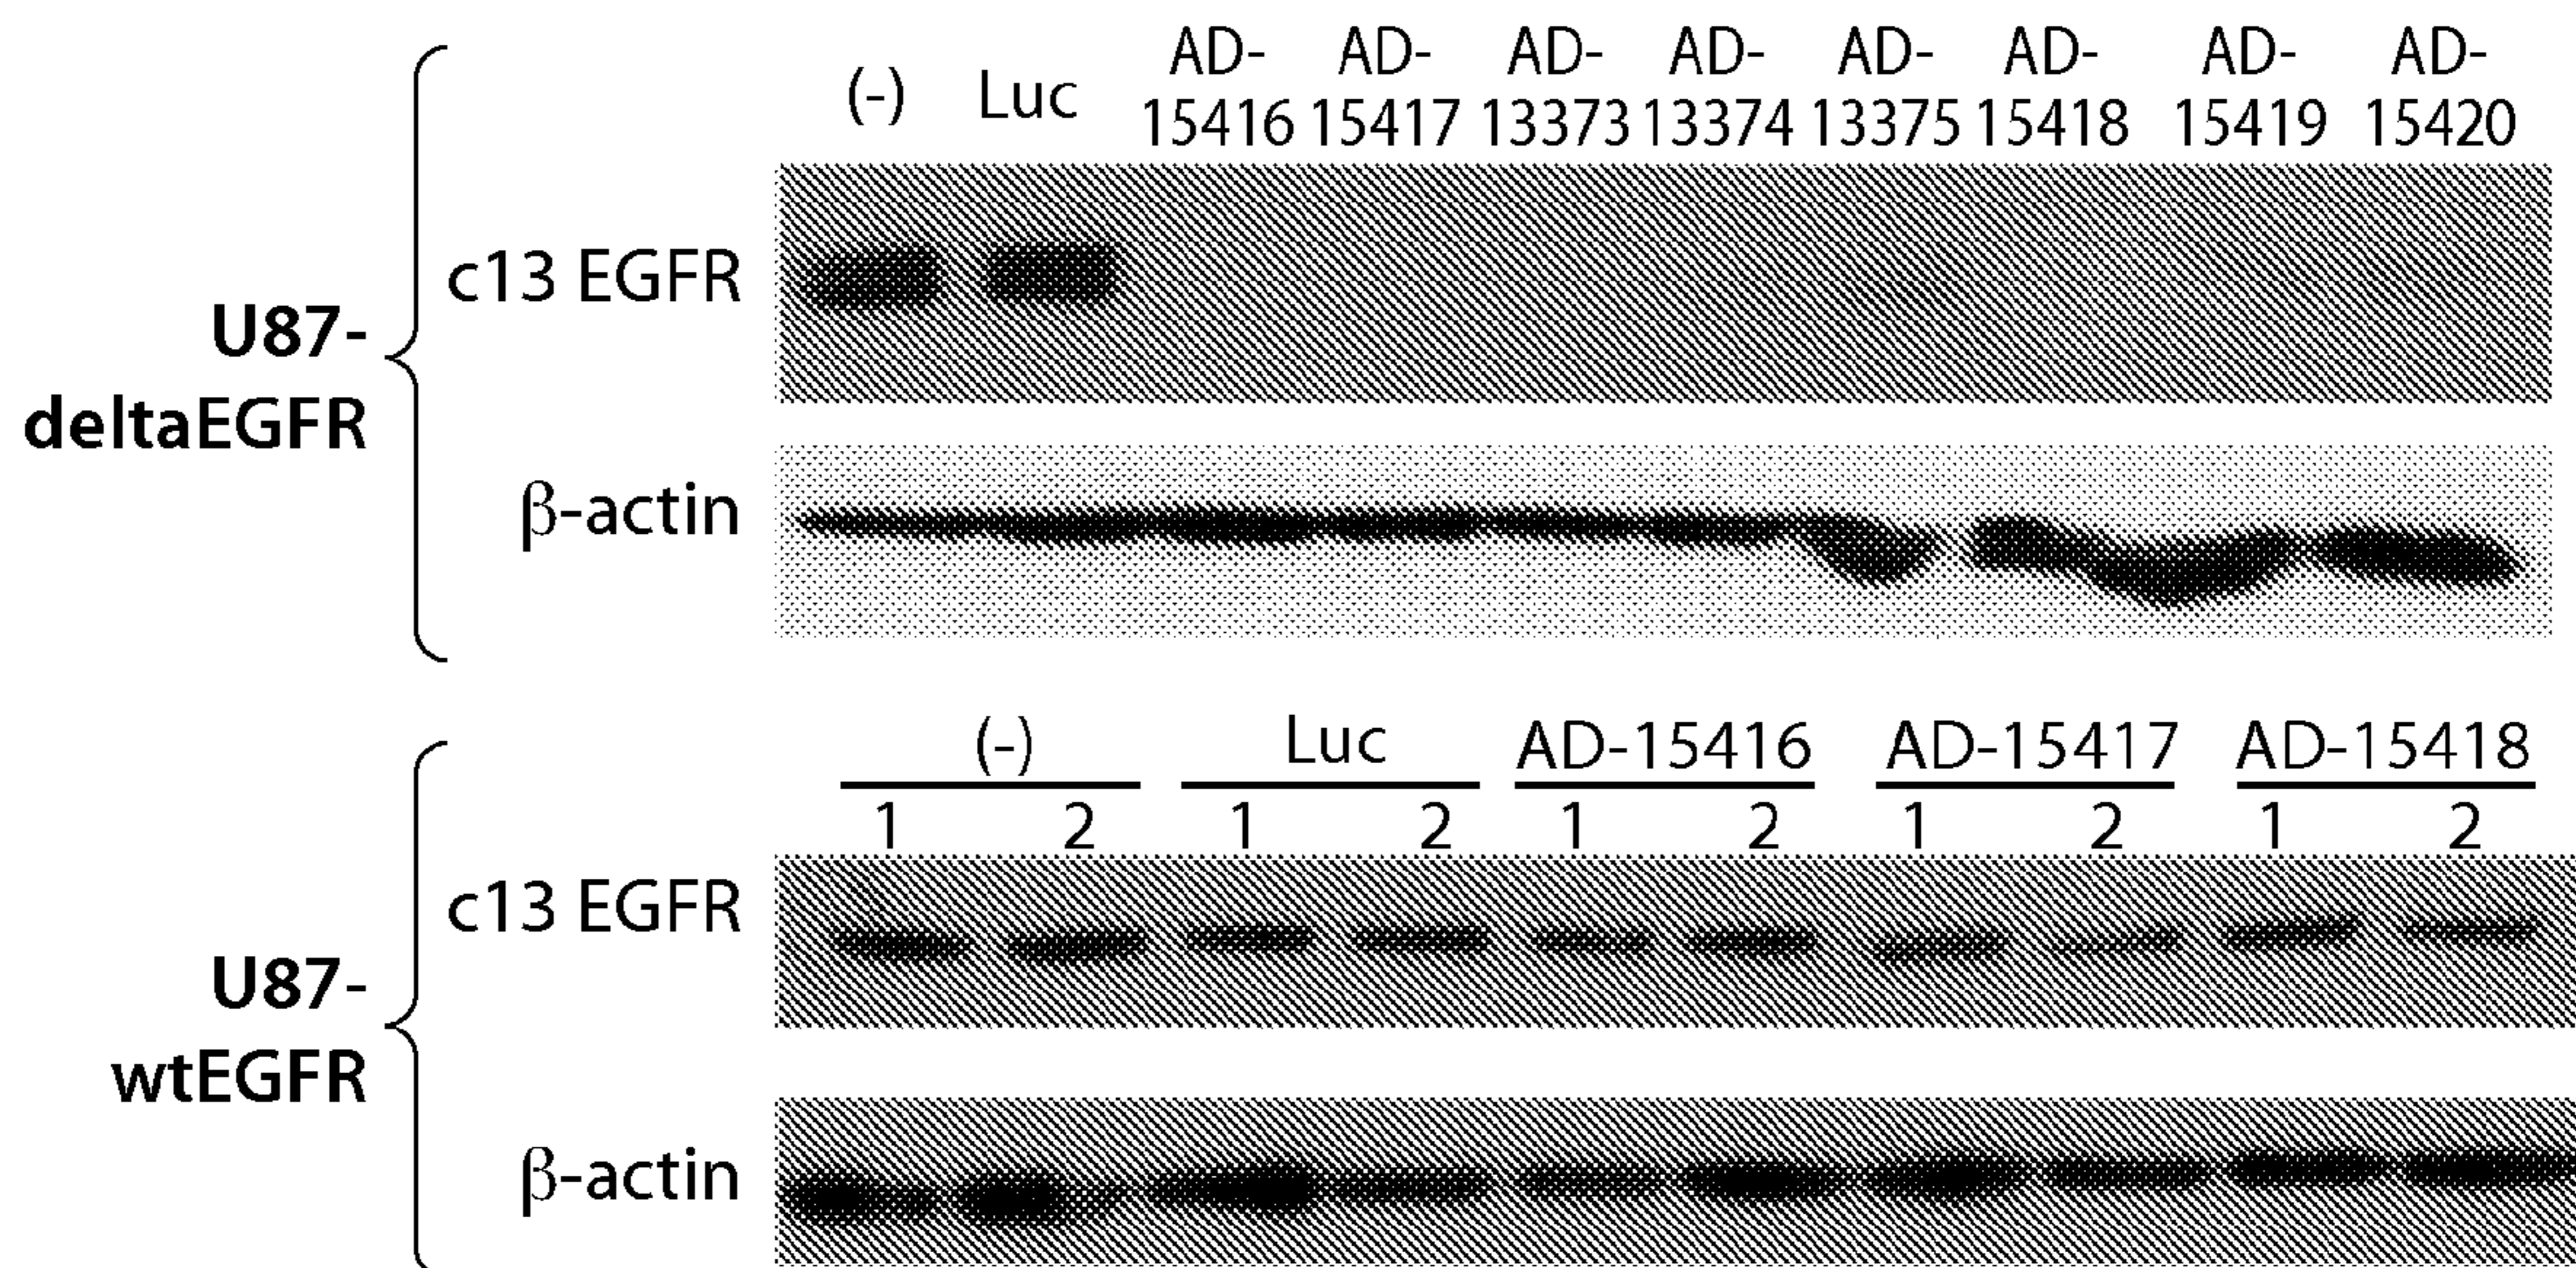 (-) Luc AD-15416 AD-15417 AD-13373 AD-13374 AD-13375 AD-15418 AD-15419 AD-15420
U87-deltaEGFR
c13 EGFR
β-actin
(-) Luc AD-15416 AD-15417 AD-15418
1 2 1 2 1 2 1 2 1 2
U87-wtEGFR
c13 EGFR
β-actin